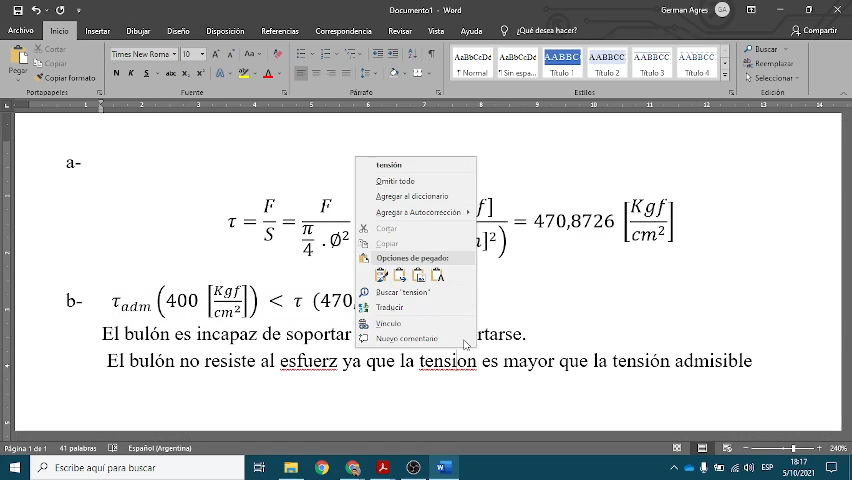 Documento1 - Word
German Agres
GA
Archivo Inicio Insertar Dibujar Diseño Disposición Referencias Correspondencia Revisar Vista Ayuda ¿Qué desea hacer? Compartir
Pegar
Cortar
Copiar
Copiar formato
Portapapeles
Times New Roma
10
Fuente
Párrafo
AaBbCcDd AaBbCcDd AABBC AaBbCcDd AaBbCcDd AaBbCcDd
¶ Normal ¶ Sin espa... Título 1 Título 2 Título 3 Título 4
Estilos
Buscar
Reemplazar
Seleccionar
Edición
a-
τ = F/S = F / (π/4 . Ø²
f]
]²) = 470,8726 [Kgf/cm²]
b- τadm (400 [Kgf/cm²]) < τ (470,
El bulón es incapaz de soportar
rtarse.
El bulón no resiste al esfuerz ya que la tension es mayor que la tensión admisible
tensión
Omitir todo
Agregar al diccionario
Agregar a Autocorrección
Cortar
Copiar
Opciones de pegado:
Buscar "tension"
Traducir
Vínculo
Nuevo comentario
Página 1 de 1 41 palabras Español (Argentina) 240%
Escribe aquí para buscar
ESP
18:17
5/10/2021